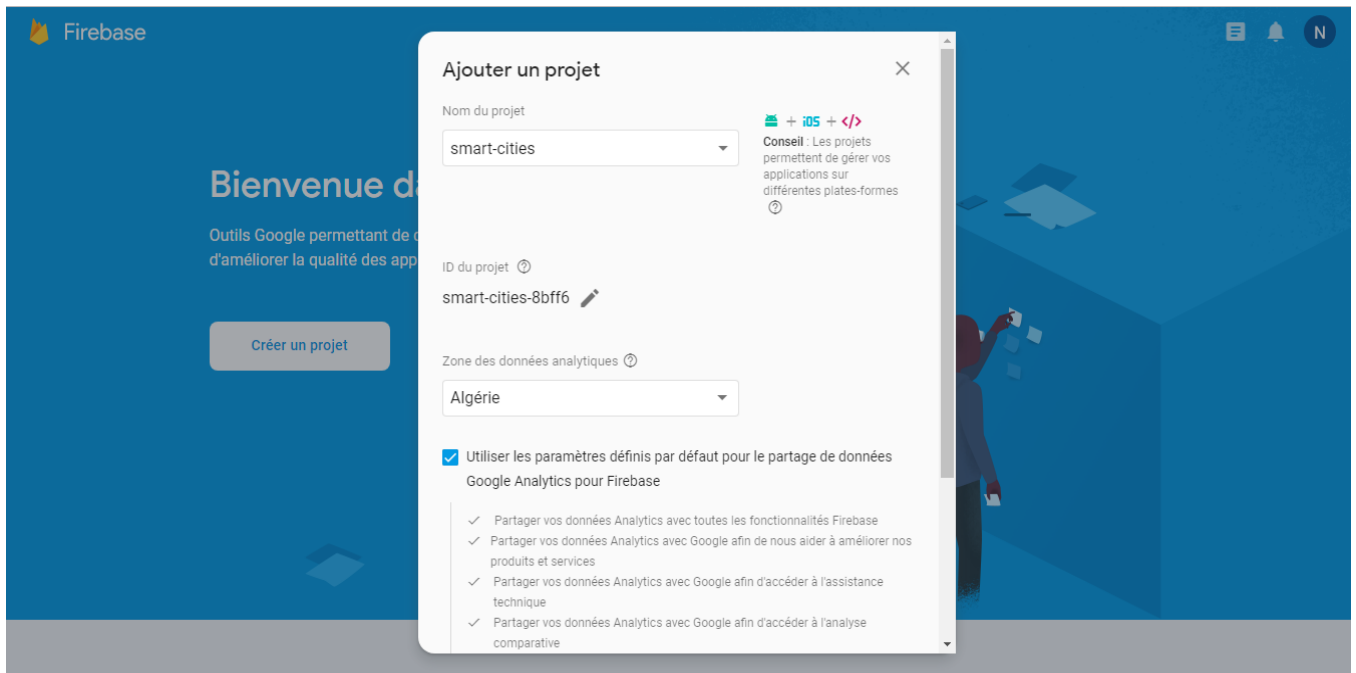 Firebase
N
Ajouter un projet
Nom du projet
smart-cities
+ iOS + </>
Conseil : Les projets
permettent de gérer vos
applications sur
différentes plates-formes
Bienvenue d
Outils Google permettant de c
d'améliorer la qualité des app
Créer un projet
ID du projet
smart-cities-8bff6
Zone des données analytiques
Algérie
Utiliser les paramètres définis par défaut pour le partage de données
Google Analytics pour Firebase
Partager vos données Analytics avec toutes les fonctionnalités Firebase
Partager vos données Analytics avec Google afin de nous aider à améliorer nos
produits et services
Partager vos données Analytics avec Google afin d'accéder à l'assistance
technique
Partager vos données Analytics avec Google afin d'accéder à l'analyse
comparative